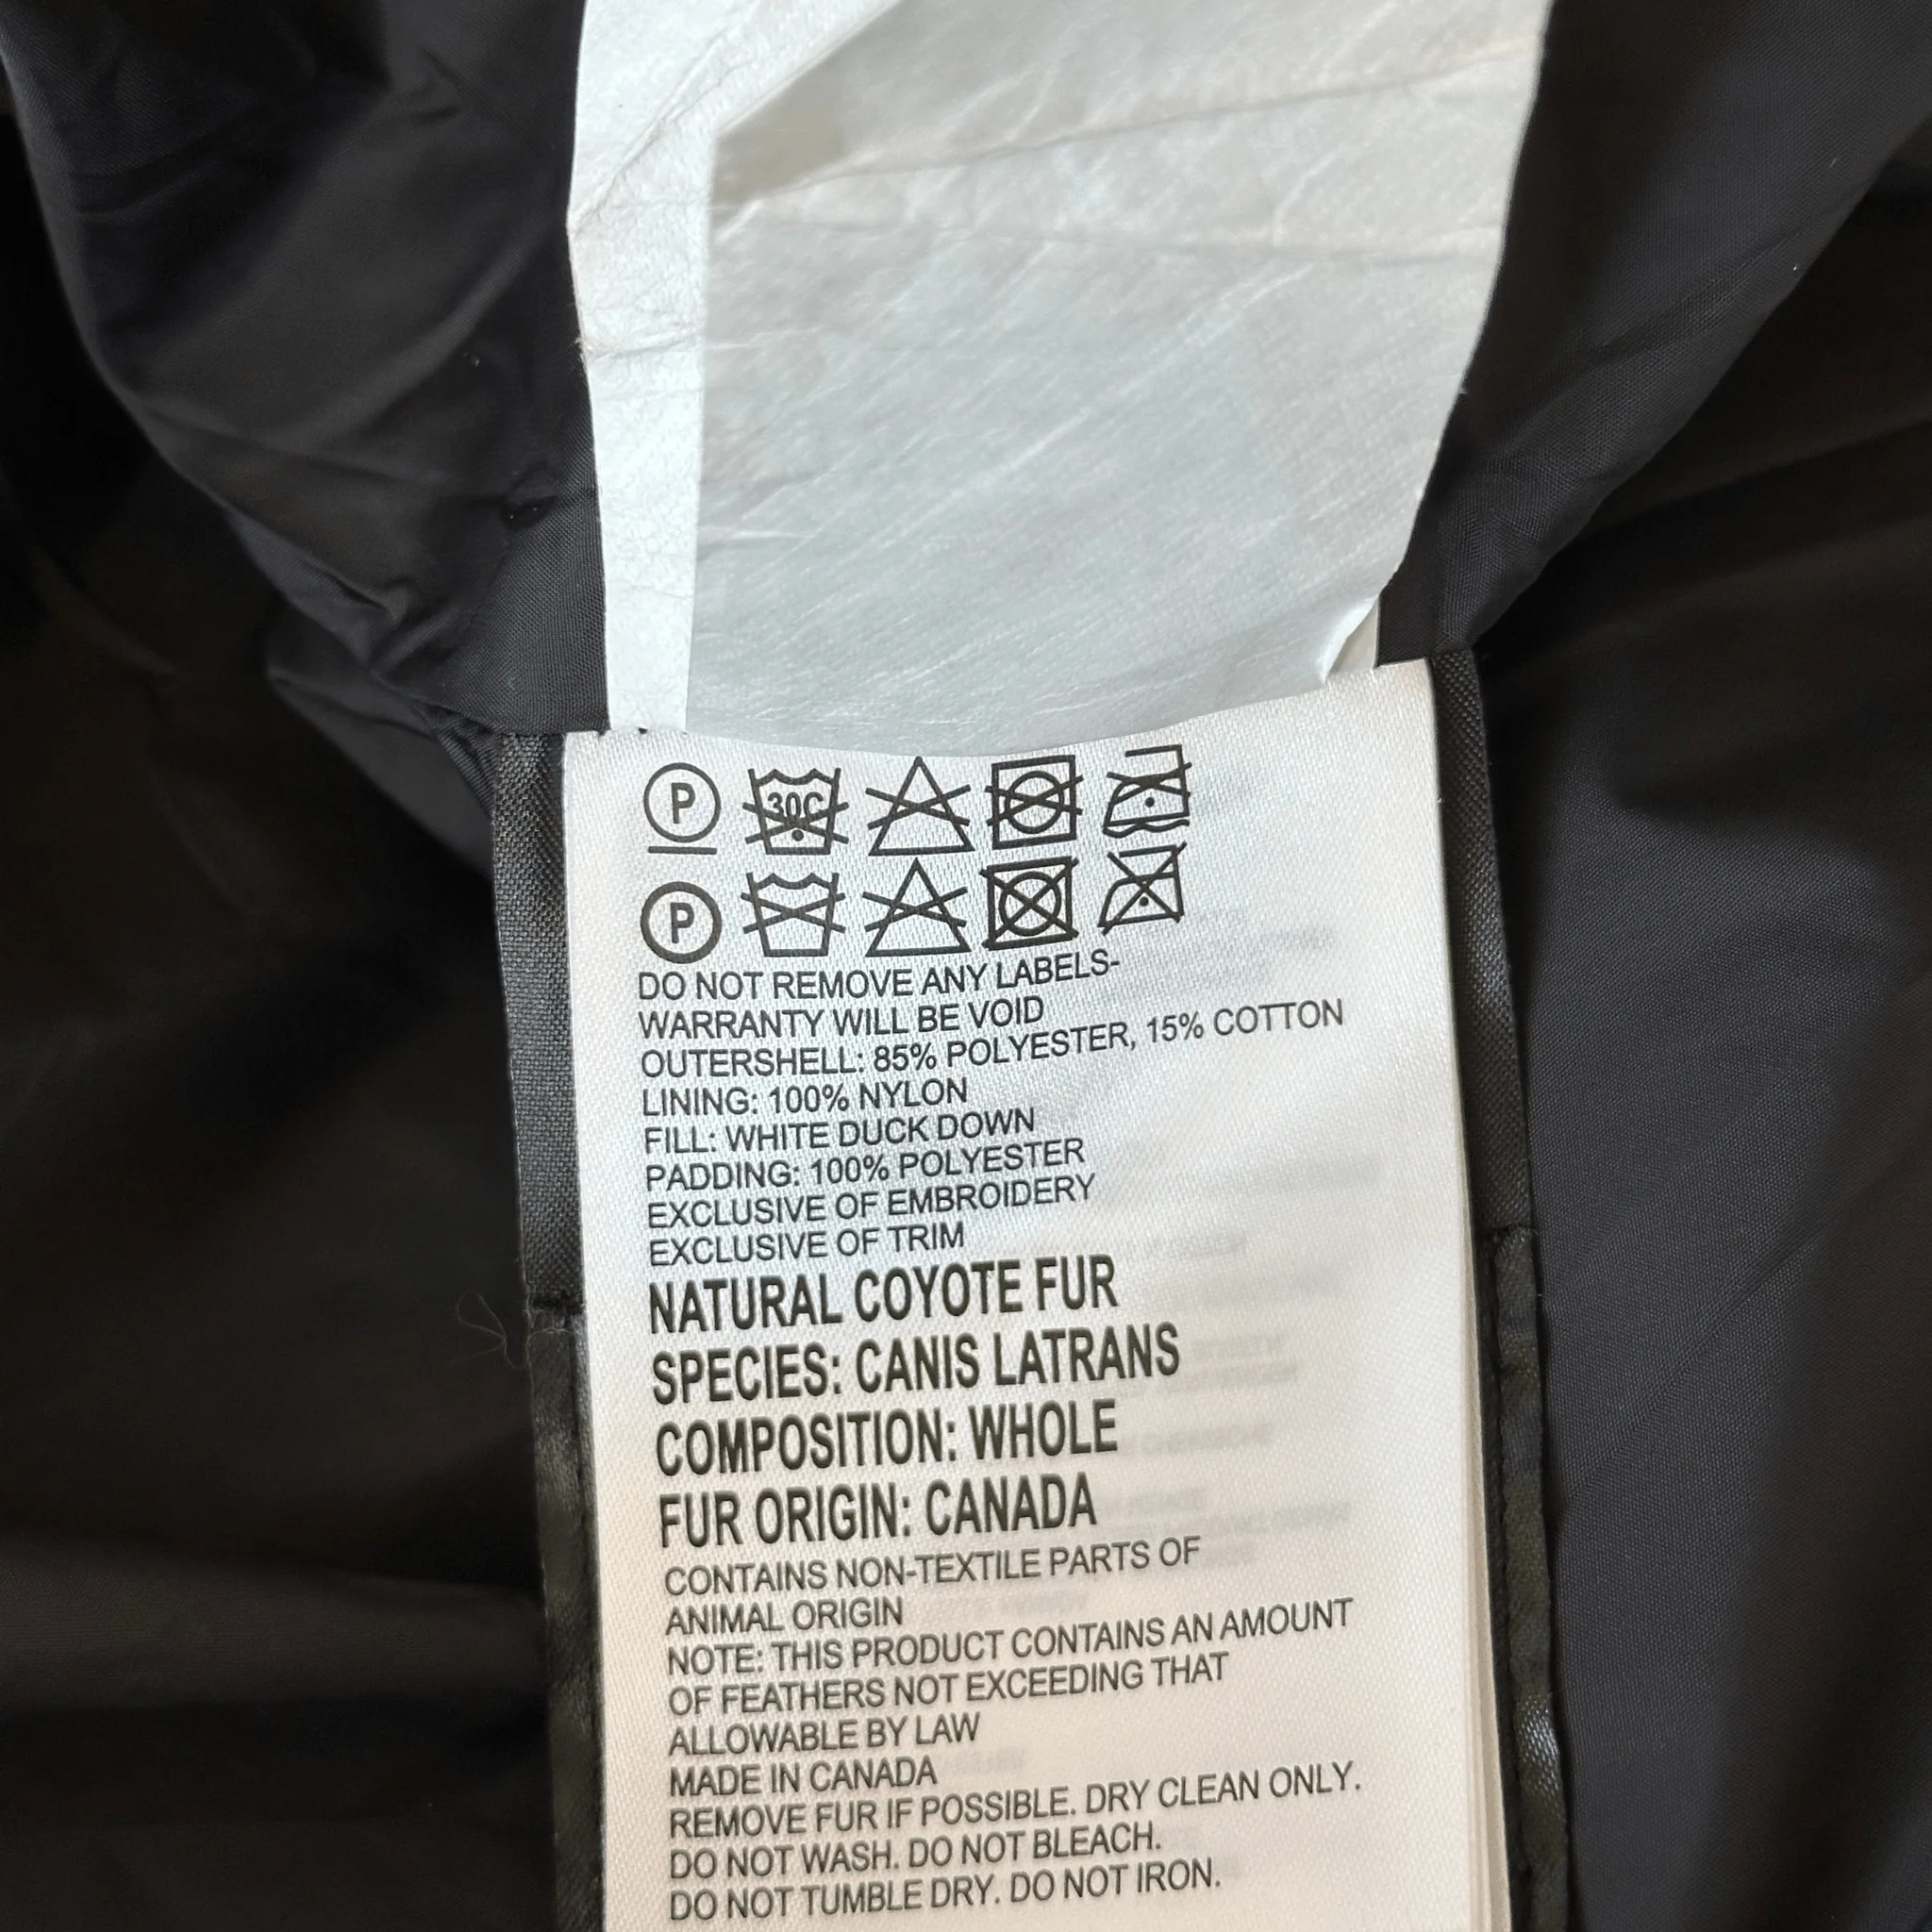 P 30C
P
DO NOT REMOVE ANY LABELS-
WARRANTY WILL BE VOID
OUTERSHELL: 85% POLYESTER, 15% COTTON
LINING: 100% NYLON
FILL: WHITE DUCK DOWN
PADDING: 100% POLYESTER
EXCLUSIVE OF EMBROIDERY
EXCLUSIVE OF TRIM
NATURAL COYOTE FUR
SPECIES: CANIS LATRANS
COMPOSITION: WHOLE
FUR ORIGIN: CANADA
CONTAINS NON-TEXTILE PARTS OF
ANIMAL ORIGIN
NOTE: THIS PRODUCT CONTAINS AN AMOUNT
OF FEATHERS NOT EXCEEDING THAT
ALLOWABLE BY LAW
MADE IN CANADA
REMOVE FUR IF POSSIBLE. DRY CLEAN ONLY.
DO NOT WASH. DO NOT BLEACH.
DO NOT TUMBLE DRY. DO NOT IRON.